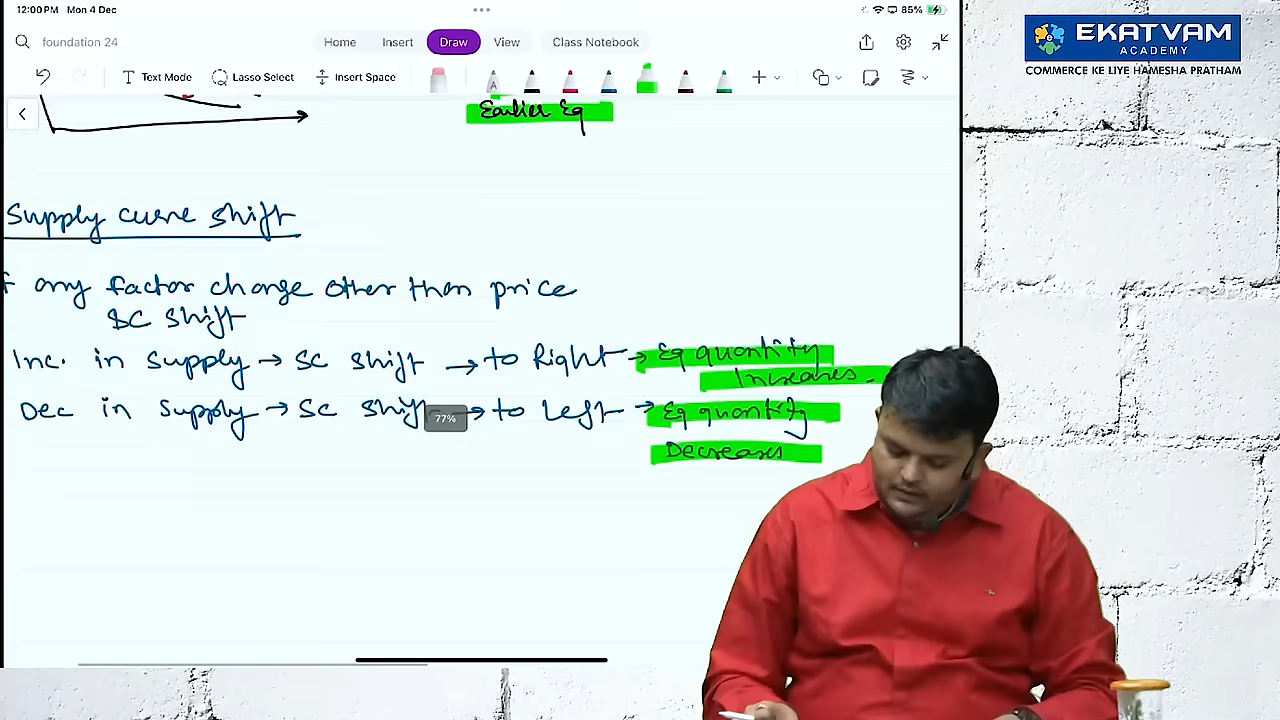 12:00 PM Mon 4 Dec
85%
foundation 24
Home Insert Draw View Class Notebook
Text Mode Lasso Select Insert Space
EKATVAM
ACADEMY
COMMERCE KE LIYE HAMESHA PRATHAM
Earlier Eq
Supply curve shift
any factor change other than price
SC shift
Inc. in supply → SC shift → to Right → Eq quantity
Increases.
Dec in supply → SC shift → to Left → Eq quantity
Decreases
77%